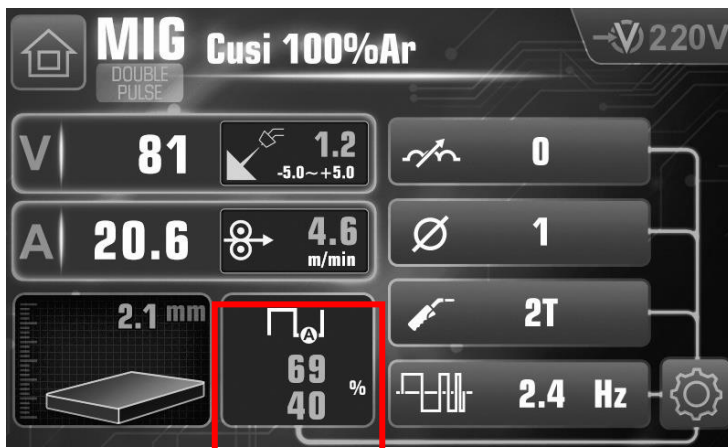 MIG Cusi 100%Ar
DOUBLE
PULSE
220V
V 81 1.2
-5.0~+5.0
0
A 20.6 4.6
m/min
1
2.1 mm
A
69
40
%
2T
2.4 Hz